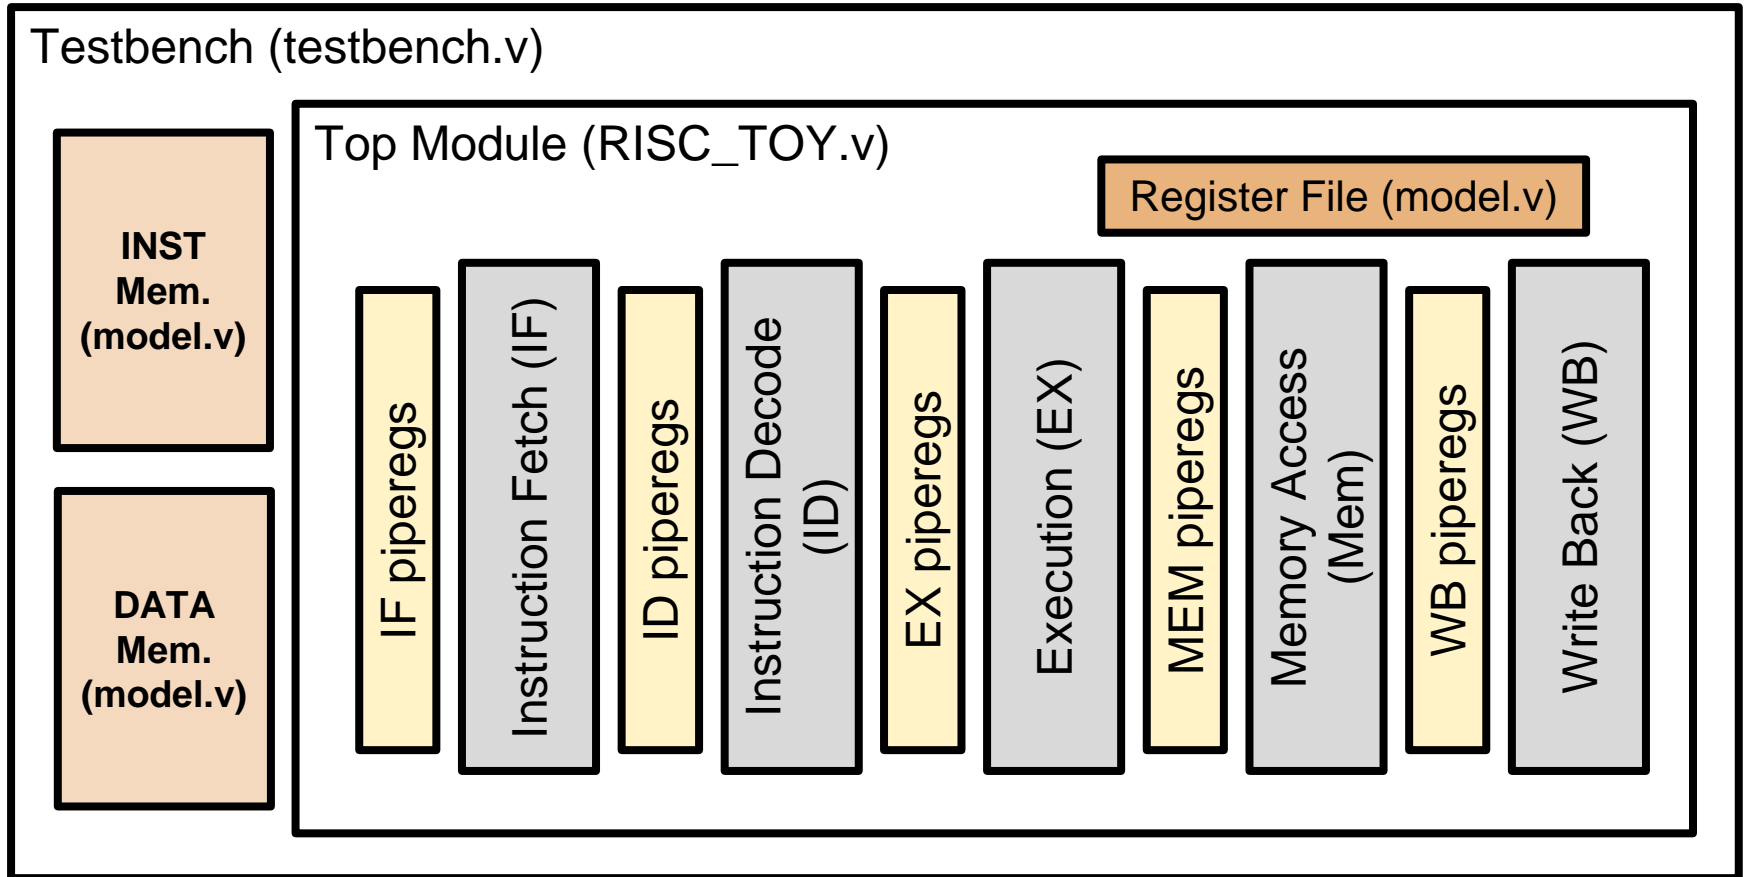 Testbench (testbench.v)
Top Module (RISC_TOY.v)
Register File (model.v)
INST
Mem.
(model.v)
DATA
Mem.
(model.v)
IF piperegs
Instruction Fetch (IF)
ID piperegs
Instruction Decode
(ID)
EX piperegs
Execution (EX)
MEM piperegs
Memory Access
(Mem)
WB piperegs
Write Back (WB)